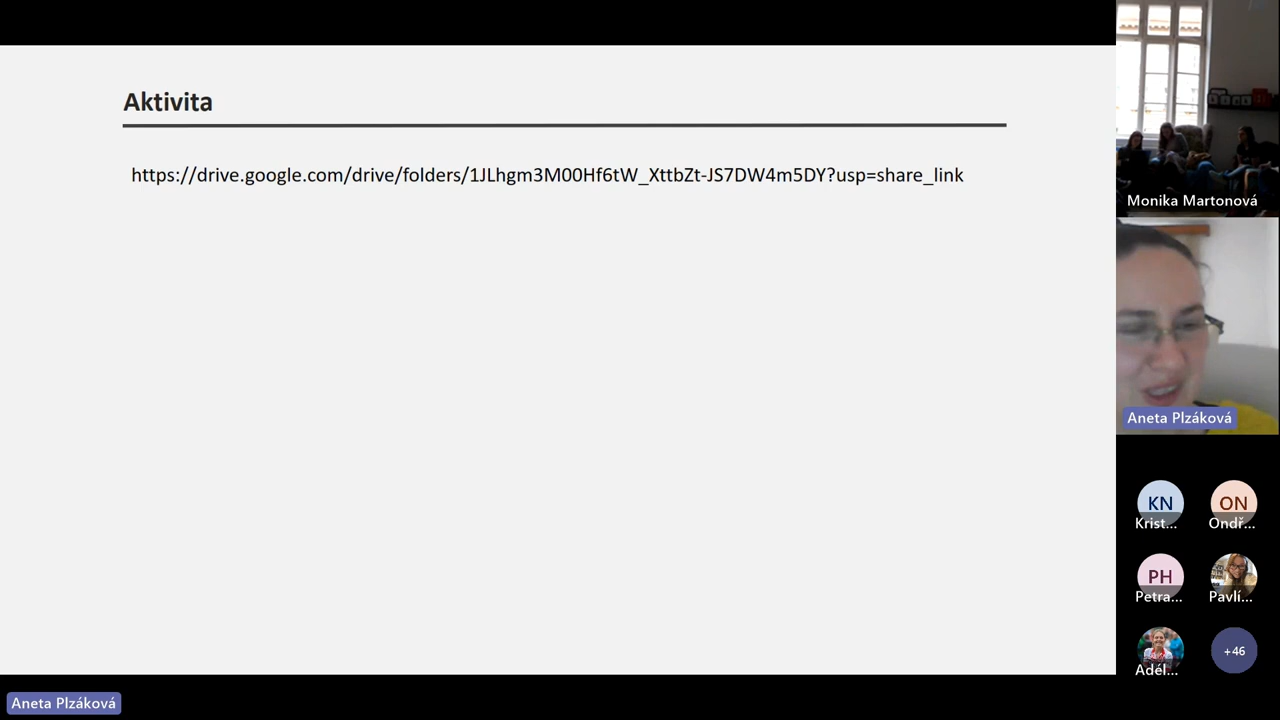 Aktivita
https://drive.google.com/drive/folders/1JLhgm3M00Hf6tW_XttbZt-JS7DW4m5DY?usp=share_link
Monika Martonová
Aneta Plzáková
KN
Krist...
ON
Ondř...
PH
Petra...
Pavlí...
Adél...
+46
Aneta Plzáková